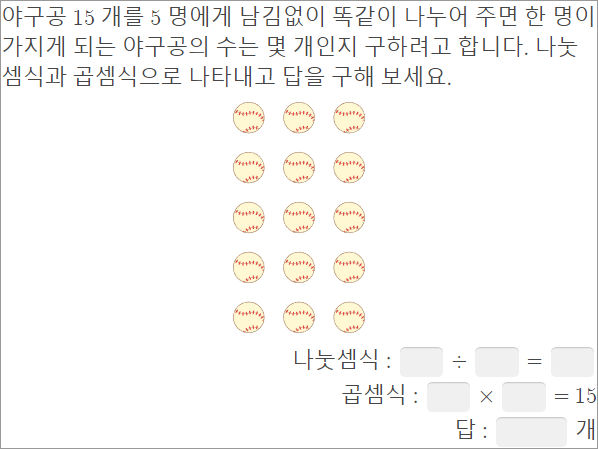 야구공 15 개를 5 명에게 남김없이 똑같이 나누어 주면 한 명이
가지게 되는 야구공의 수는 몇 개인지 구하려고 합니다. 나눗
셈식과 곱셈식으로 나타내고 답을 구해 보세요.
나눗셈식 : ÷ =
곱셈식 : × = 15
답 : 개